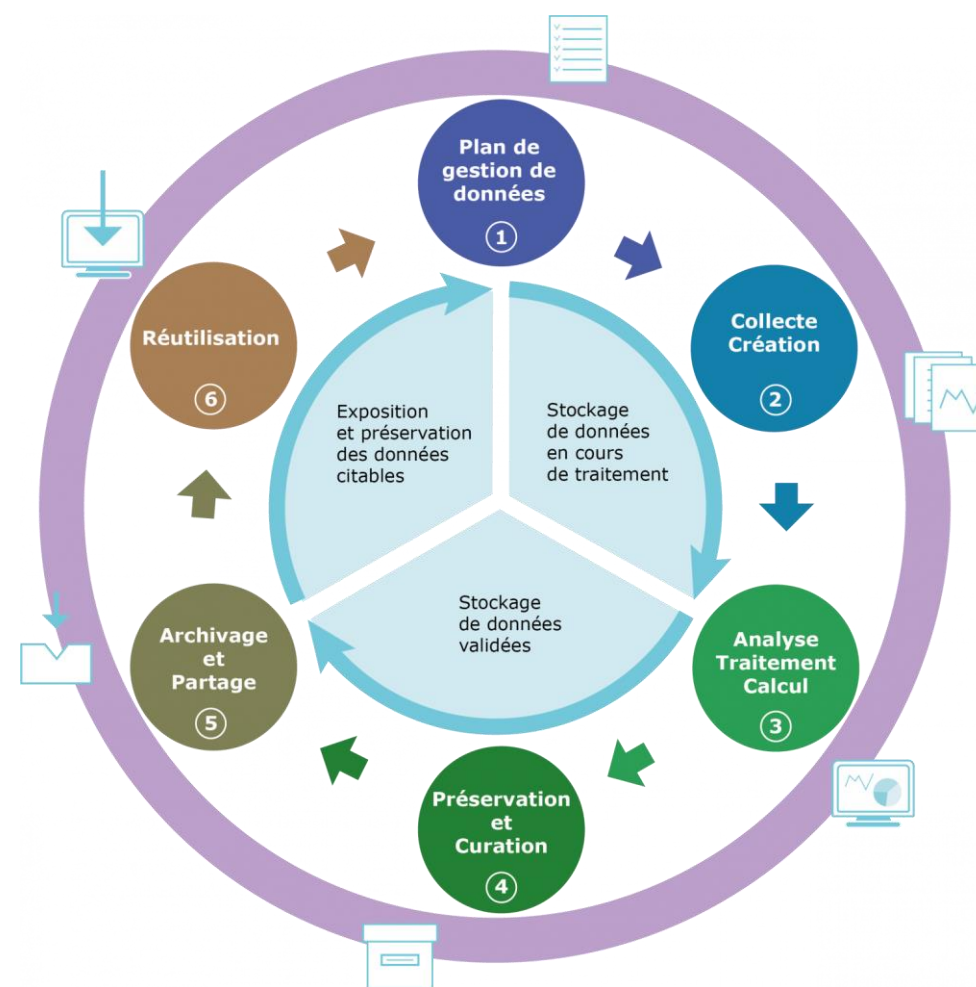 Plan de
gestion de
données
1
Collecte
Création
2
Analyse
Traitement
Calcul
3
Préservation
et
Curation
4
Archivage
et
Partage
5
Réutilisation
6
Exposition
et préservation
des données
citables
Stockage
de données
en cours
de traitement
Stockage
de données
validées